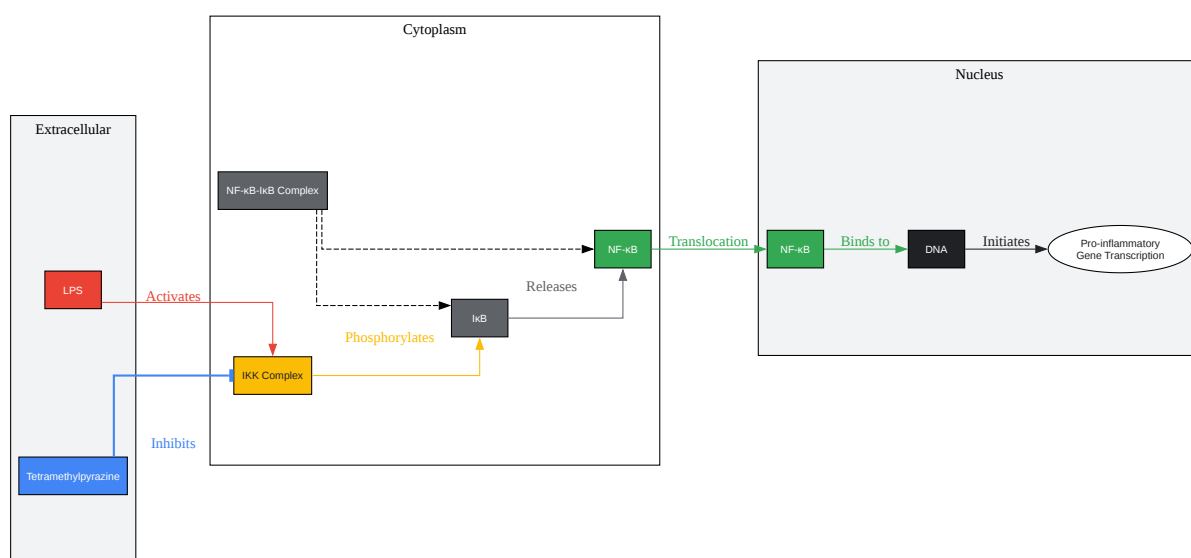 Extracellular
LPS
Tetramethylpyrazine
Activates
Inhibits
Cytoplasm
NF-κB-IκB Complex
IKK Complex
Phosphorylates
IκB
Releases
NF-κB
Translocation
Nucleus
NF-κB
Binds to
DNA
Initiates
Pro-inflammatory
Gene Transcription